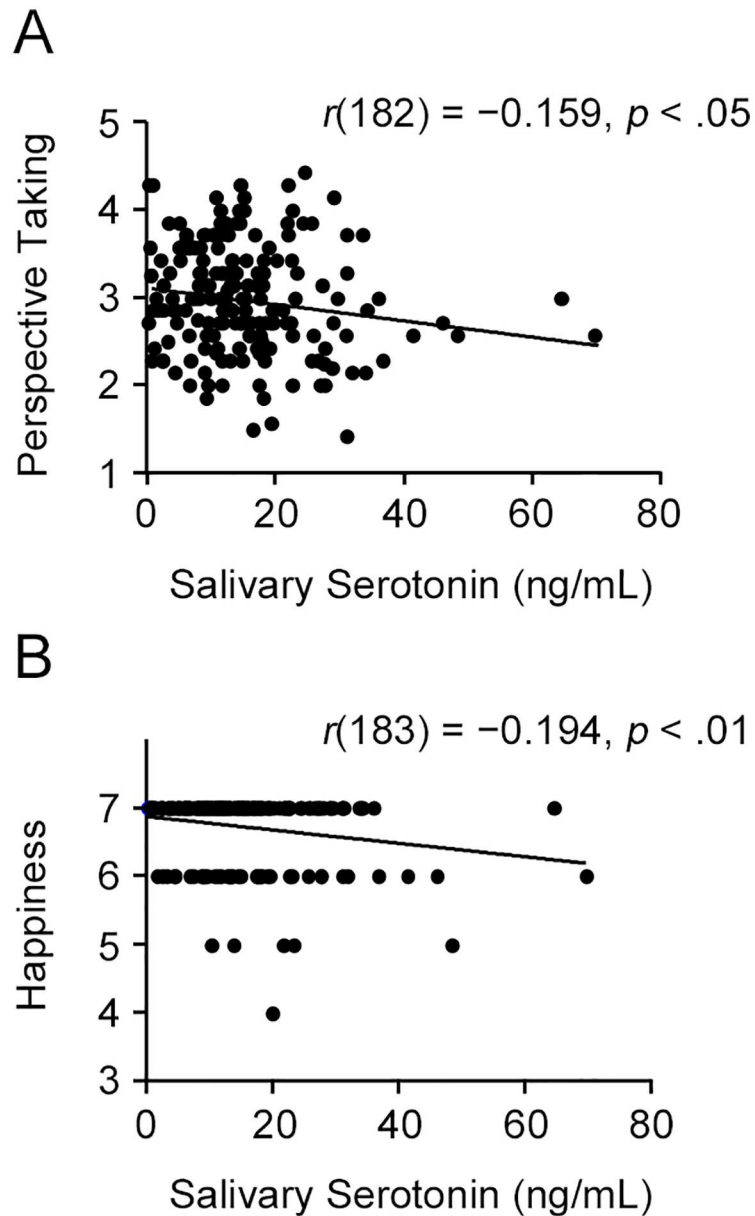 A
r(182) = −0.159, p < .05
Perspective Taking
5
4
3
2
1
0 20 40 60 80
Salivary Serotonin (ng/mL)
B
r(183) = −0.194, p < .01
Happiness
7
6
5
4
3
0 20 40 60 80
Salivary Serotonin (ng/mL)